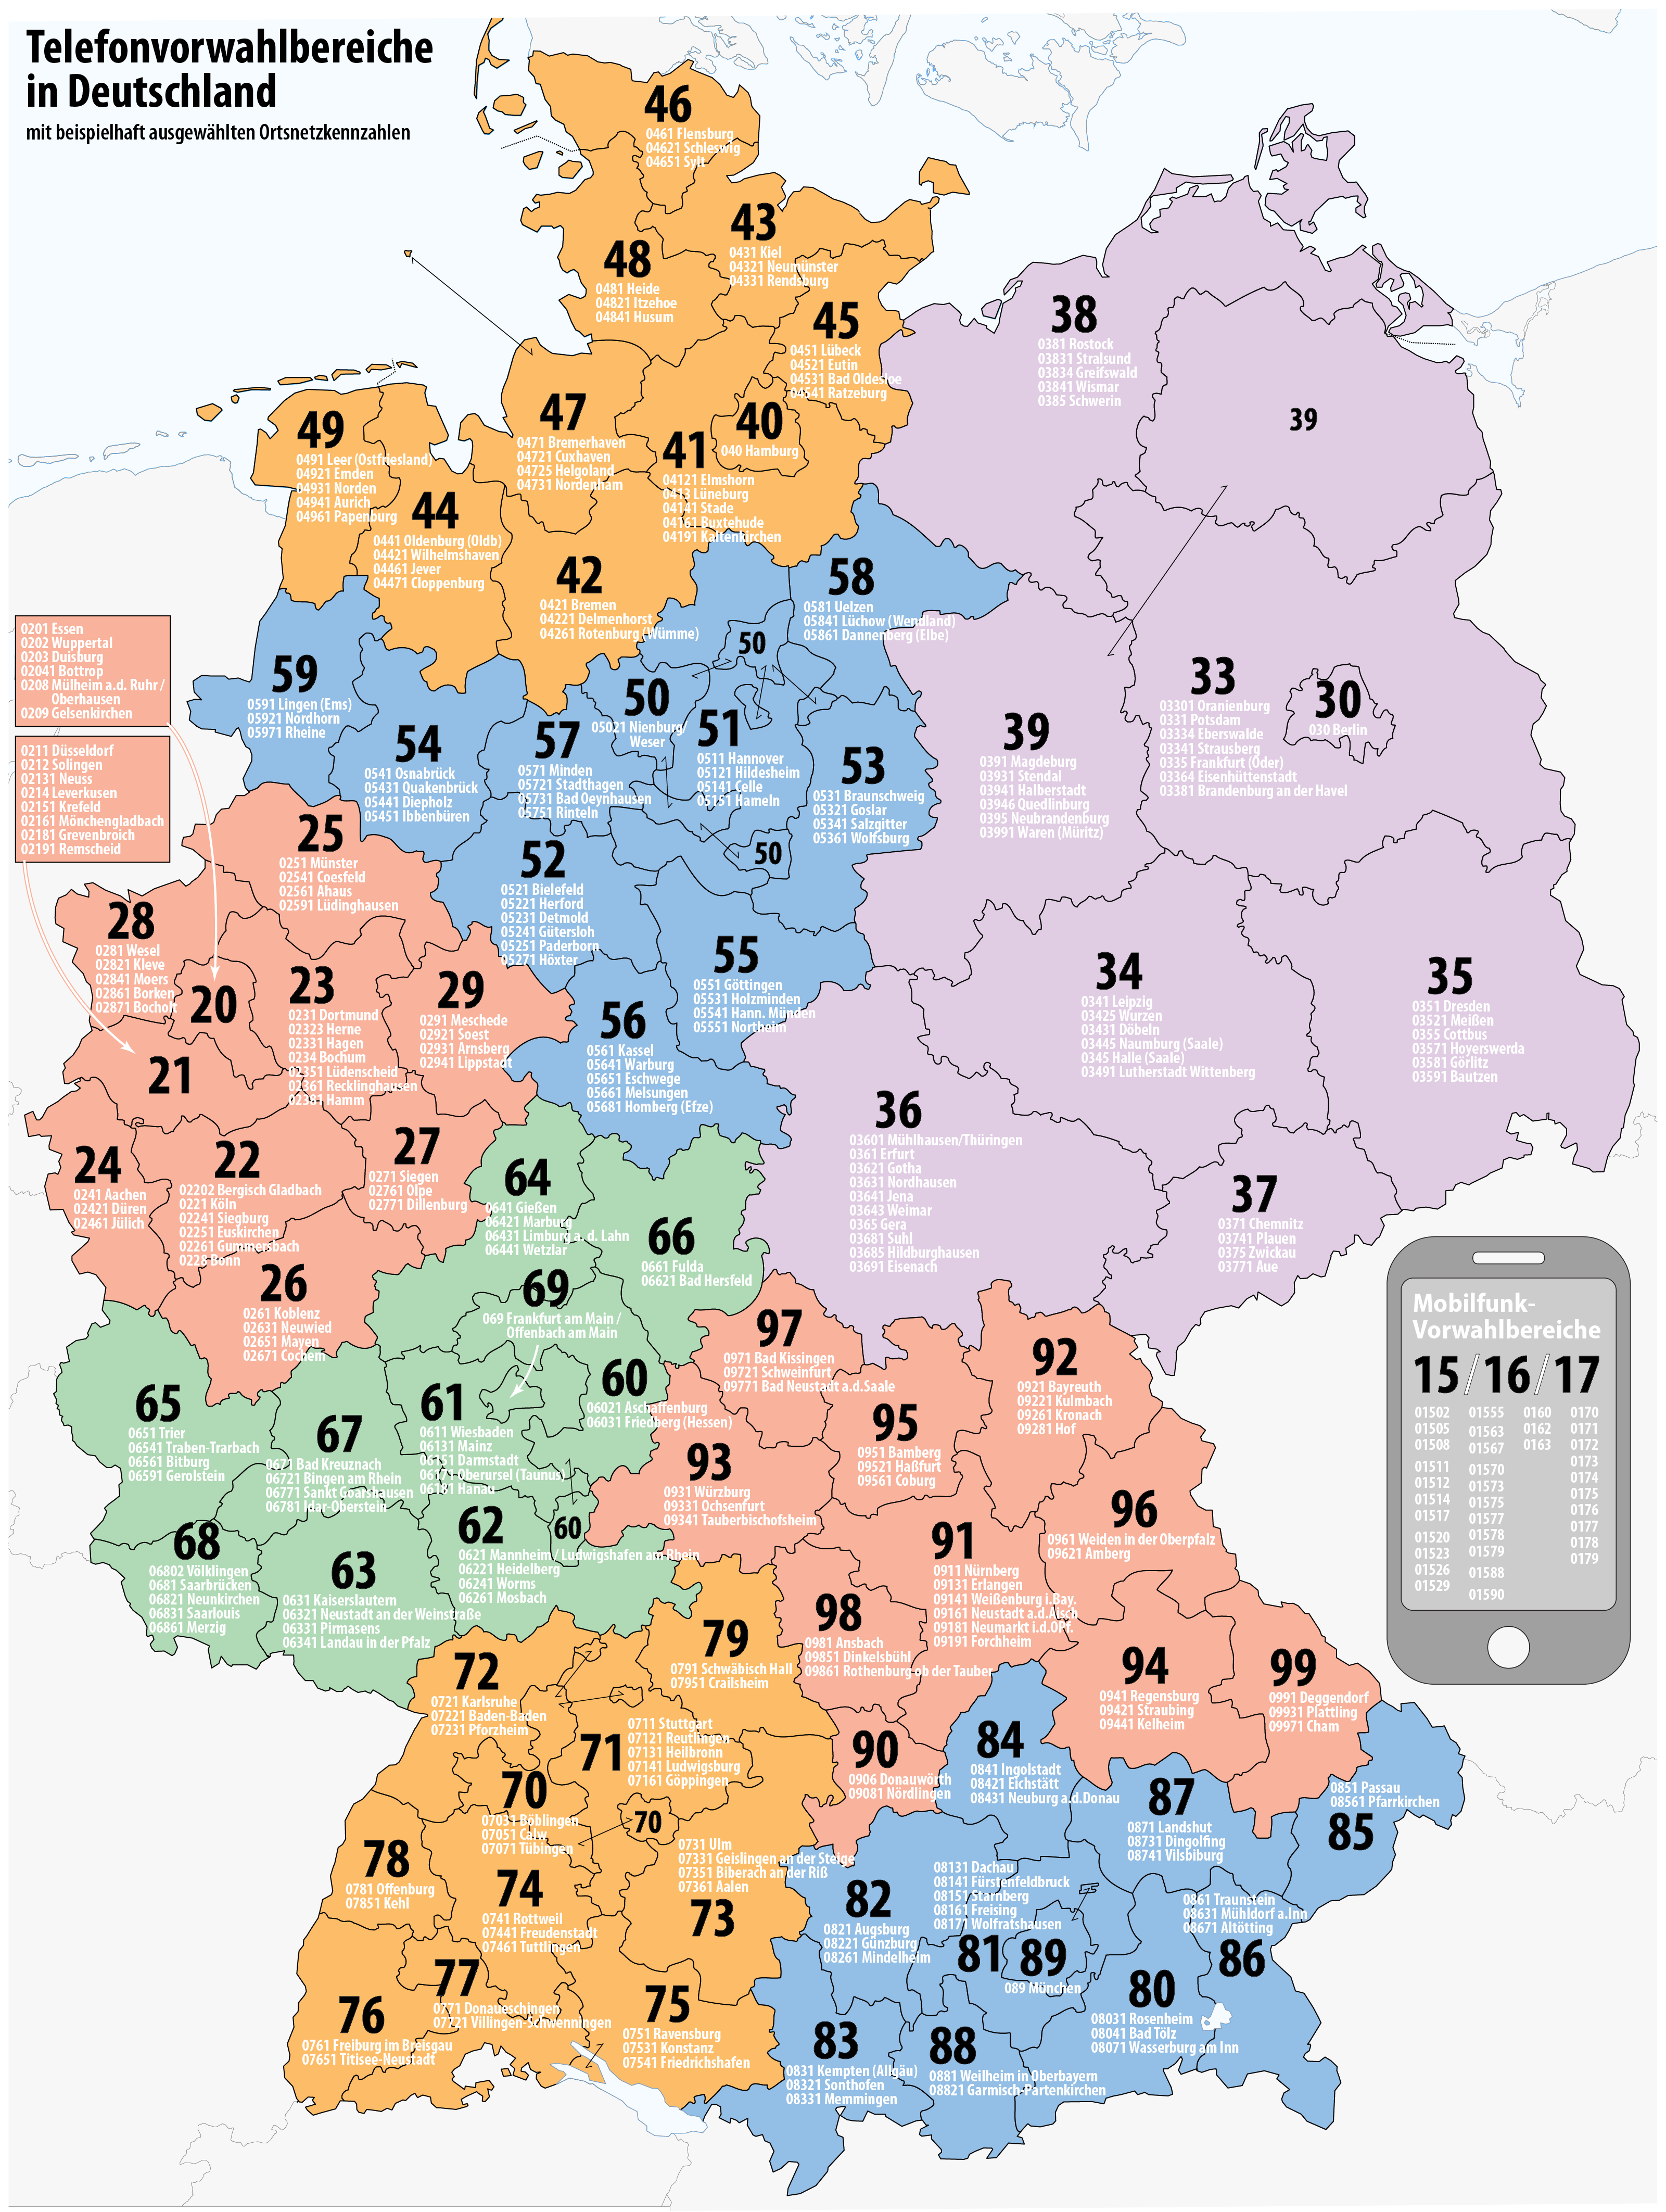 Telefonvorwahlbereiche
in Deutschland
mit beispielhaft ausgewählten Ortsnetzkennzahlen
46
0461 Flensburg
04621 Schleswig
04651 Sylt
43
0431 Kiel
04321 Neumünster
04331 Rendsburg
48
0481 Heide
04821 Itzehoe
04841 Husum
45
0451 Lübeck
04521 Eutin
04531 Bad Oldesloe
04541 Ratzeburg
38
0381 Rostock
03831 Stralsund
03834 Greifswald
03841 Wismar
0385 Schwerin
39
49
0491 Leer (Ostfriesland)
04921 Emden
04931 Norden
04941 Aurich
04961 Papenburg
47
0471 Bremerhaven
04721 Cuxhaven
04725 Helgoland
04731 Nordenham
40
040 Hamburg
41
04121 Elmshorn
0413 Lüneburg
04141 Stade
04161 Buxtehude
04191 Kaltenkirchen
44
0441 Oldenburg (Oldb)
04421 Wilhelmshaven
04461 Jever
04471 Cloppenburg
42
0421 Bremen
04221 Delmenhorst
04261 Rotenburg (Wümme)
58
0581 Uelzen
05841 Lüchow (Wendland)
05861 Dannenberg (Elbe)
0201 Essen
0202 Wuppertal
0203 Duisburg
02041 Bottrop
0208 Mülheim a.d. Ruhr /
Oberhausen
0209 Gelsenkirchen
0211 Düsseldorf
0212 Solingen
02131 Neuss
0214 Leverkusen
02151 Krefeld
02161 Mönchengladbach
02181 Grevenbroich
02191 Remscheid
59
0591 Lingen (Ems)
05921 Nordhorn
05971 Rheine
54
0541 Osnabrück
05431 Quakenbrück
05441 Diepholz
05451 Ibbenbüren
57
0571 Minden
05721 Stadthagen
05731 Bad Oeynhausen
05751 Rinteln
50
50
05021 Nienburg/
Weser
51
0511 Hannover
05121 Hildesheim
05141 Celle
05151 Hameln
53
0531 Braunschweig
05321 Goslar
05341 Salzgitter
05361 Wolfsburg
50
39
0391 Magdeburg
03931 Stendal
03941 Halberstadt
03946 Quedlinburg
0395 Neubrandenburg
03991 Waren (Müritz)
33
03301 Oranienburg
0331 Potsdam
03334 Eberswalde
03341 Strausberg
0335 Frankfurt (Oder)
03364 Eisenhüttenstadt
03381 Brandenburg an der Havel
30
030 Berlin
25
0251 Münster
02541 Coesfeld
02561 Ahaus
02591 Lüdinghausen
52
0521 Bielefeld
05221 Herford
05231 Detmold
05241 Gütersloh
05251 Paderborn
05271 Höxter
28
0281 Wesel
02821 Kleve
02841 Moers
02861 Borken
02871 Bocholt
20
23
0231 Dortmund
02323 Herne
02331 Hagen
0234 Bochum
02351 Lüdenscheid
02361 Recklinghausen
02381 Hamm
29
0291 Meschede
02921 Soest
02931 Arnsberg
02941 Lippstadt
55
0551 Göttingen
05531 Holzminden
05541 Hann. Münden
05551 Northeim
56
0561 Kassel
05641 Warburg
05651 Eschwege
05661 Melsungen
05681 Homberg (Efze)
34
0341 Leipzig
03425 Wurzen
03431 Döbeln
03445 Naumburg (Saale)
0345 Halle (Saale)
03491 Lutherstadt Wittenberg
35
0351 Dresden
03521 Meißen
0355 Cottbus
03571 Hoyerswerda
03581 Görlitz
03591 Bautzen
21
24
0241 Aachen
02421 Düren
02461 Jülich
22
02202 Bergisch Gladbach
0221 Köln
02241 Siegburg
02251 Euskirchen
02261 Gummersbach
0228 Bonn
27
0271 Siegen
02761 Olpe
02771 Dillenburg
26
0261 Koblenz
02631 Neuwied
02651 Mayen
02671 Cochem
36
03601 Mühlhausen/Thüringen
0361 Erfurt
03621 Gotha
03631 Nordhausen
03641 Jena
03643 Weimar
0365 Gera
03681 Suhl
03685 Hildburghausen
03691 Eisenach
37
0371 Chemnitz
03741 Plauen
0375 Zwickau
03771 Aue
64
0641 Gießen
06421 Marburg
06431 Limburg a. d. Lahn
06441 Wetzlar
66
0661 Fulda
06621 Bad Hersfeld
69
069 Frankfurt am Main /
Offenbach am Main
60
06021 Aschaffenburg
06031 Friedberg (Hessen)
61
0611 Wiesbaden
06131 Mainz
06151 Darmstadt
06171 Oberursel (Taunus)
06181 Hanau
65
0651 Trier
06541 Traben-Trarbach
06561 Bitburg
06591 Gerolstein
67
0671 Bad Kreuznach
06721 Bingen am Rhein
06771 Sankt Goarshausen
06781 Idar-Oberstein
68
06802 Völklingen
0681 Saarbrücken
06821 Neunkirchen
06831 Saarlouis
06861 Merzig
63
0631 Kaiserslautern
06321 Neustadt an der Weinstraße
06331 Pirmasens
06341 Landau in der Pfalz
62
0621 Mannheim / Ludwigshafen am Rhein
06221 Heidelberg
06241 Worms
06261 Mosbach
60
97
0971 Bad Kissingen
09721 Schweinfurt
09771 Bad Neustadt a.d.Saale
92
0921 Bayreuth
09221 Kulmbach
09261 Kronach
09281 Hof
95
0951 Bamberg
09521 Haßfurt
09561 Coburg
93
0931 Würzburg
09331 Ochsenfurt
09341 Tauberbischofsheim
96
0961 Weiden in der Oberpfalz
09621 Amberg
91
0911 Nürnberg
09131 Erlangen
09141 Weißenburg i.Bay.
09161 Neustadt a.d.Aisch
09181 Neumarkt i.d.OPf.
09191 Forchheim
98
0981 Ansbach
09851 Dinkelsbühl
09861 Rothenburg ob der Tauber
94
0941 Regensburg
09421 Straubing
09441 Kelheim
99
0991 Deggendorf
09931 Plattling
09971 Cham
90
0906 Donauwörth
09081 Nördlingen
72
0721 Karlsruhe
07221 Baden-Baden
07231 Pforzheim
79
0791 Schwäbisch Hall
07951 Crailsheim
71
0711 Stuttgart
07121 Reutlingen
07131 Heilbronn
07141 Ludwigsburg
07161 Göppingen
70
07031 Böblingen
07051 Calw
07071 Tübingen
70
73
0731 Ulm
07331 Geislingen an der Steige
07351 Biberach an der Riß
07361 Aalen
78
0781 Offenburg
07851 Kehl
74
0741 Rottweil
07441 Freudenstadt
07461 Tuttlingen
77
0771 Donaueschingen
07721 Villingen-Schwenningen
76
0761 Freiburg im Breisgau
07651 Titisee-Neustadt
75
0751 Ravensburg
07531 Konstanz
07541 Friedrichshafen
84
0841 Ingolstadt
08421 Eichstätt
08431 Neuburg a.d.Donau
87
0871 Landshut
08731 Dingolfing
08741 Vilsbiburg
0851 Passau
08561 Pfarrkirchen
85
82
0821 Augsburg
08221 Günzburg
08261 Mindelheim
08131 Dachau
08141 Fürstenfeldbruck
08151 Starnberg
08161 Freising
08171 Wolfratshausen
81
89
089 München
0861 Traunstein
08631 Mühldorf a.Inn
08671 Altötting
86
80
08031 Rosenheim
08041 Bad Tölz
08071 Wasserburg am Inn
83
0831 Kempten (Allgäu)
08321 Sonthofen
08331 Memmingen
88
0881 Weilheim in Oberbayern
08821 Garmisch-Partenkirchen
Mobilfunk-
Vorwahlbereiche
15 / 16 / 17
01502
01505
01508
01511
01512
01514
01517
01520
01523
01526
01529
01555
01563
01567
01570
01573
01575
01577
01578
01579
01588
01590
0160
0162
0163
0170
0171
0172
0173
0174
0175
0176
0177
0178
0179